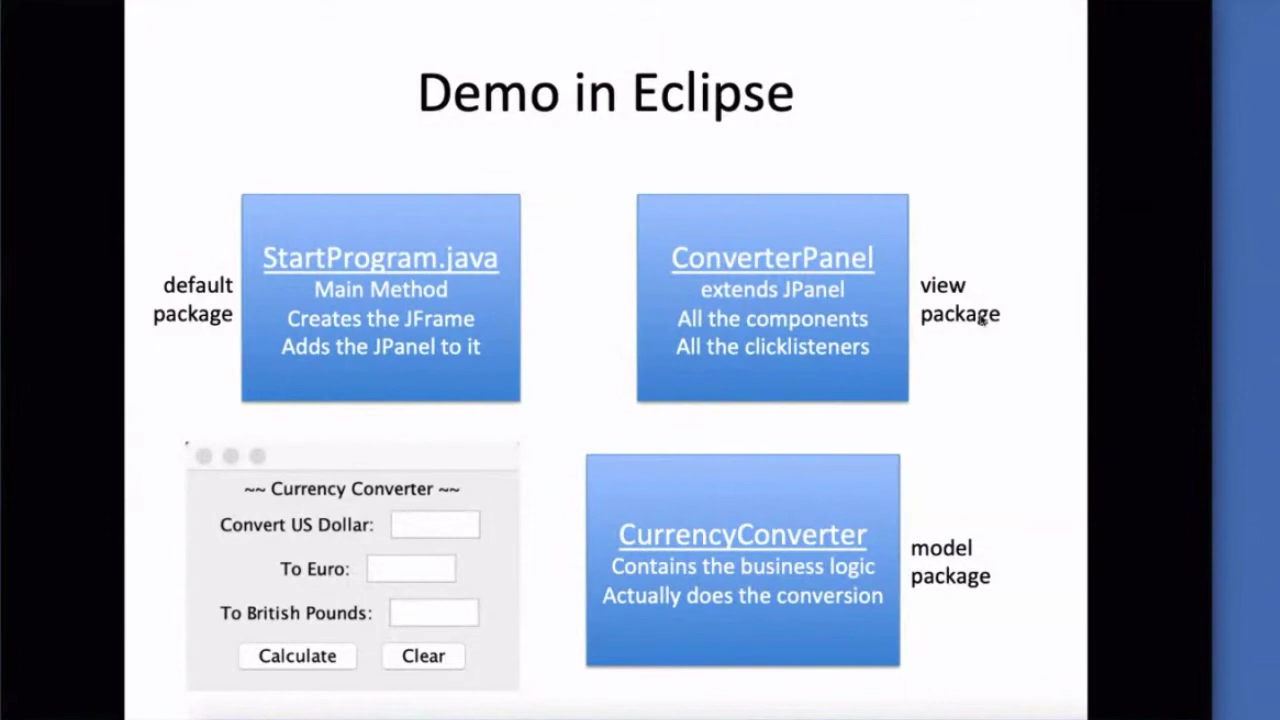 Demo in Eclipse
default
package
StartProgram.java
Main Method
Creates the JFrame
Adds the JPanel to it
ConverterPanel
extends JPanel
All the components
All the clicklisteners
view
package
~~ Currency Converter ~~
Convert US Dollar:
To Euro:
To British Pounds:
Calculate
Clear
CurrencyConverter
Contains the business logic
Actually does the conversion
model
package